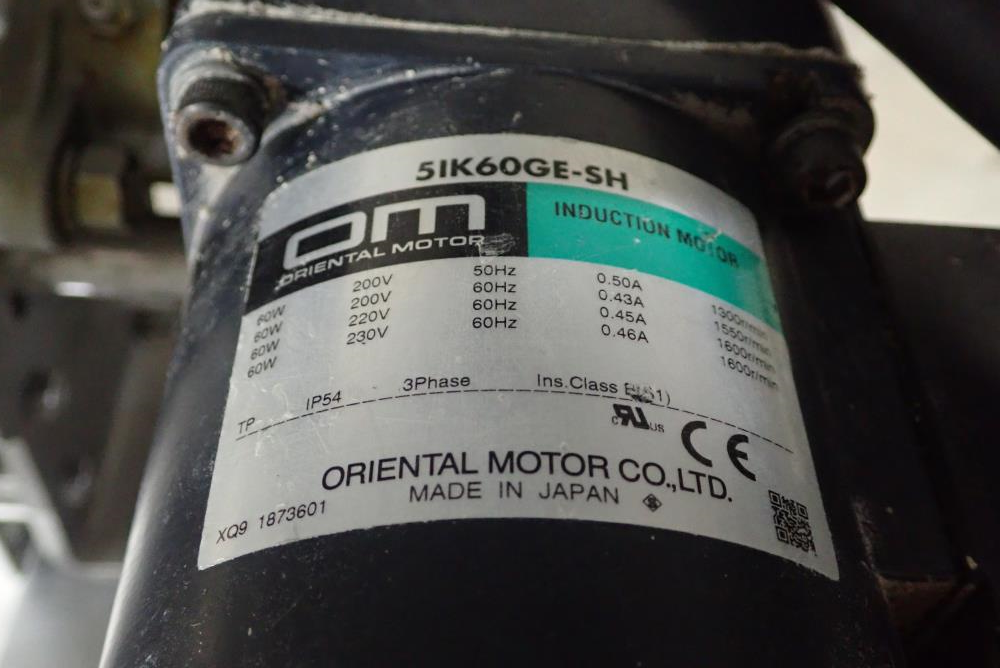 5IK60GE-SH
om
ORIENTAL MOTOR
INDUCTION MOTOR
60W 200V 50Hz 0.50A 1300r/min
60W 200V 60Hz 0.43A 1550r/min
60W 220V 60Hz 0.45A 1600r/min
60W 230V 60Hz 0.46A 1600r/min
TP IP54 3Phase Ins.Class
c RU US CE
ORIENTAL MOTOR CO.,LTD.
MADE IN JAPAN
XQ9 1873601